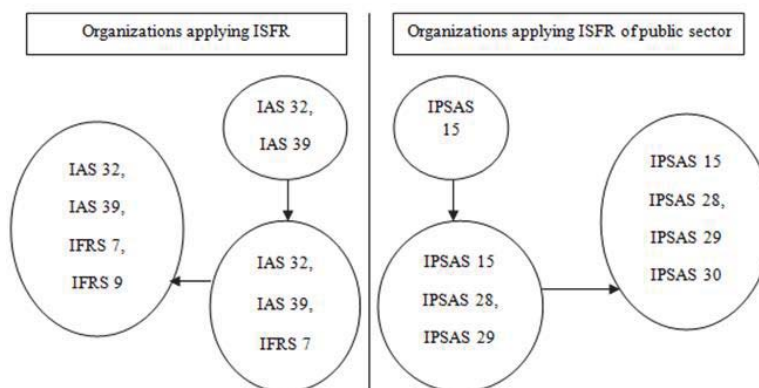 Organizations applying ISFR
IAS 32,
IAS 39
IAS 32,
IAS 39,
IFRS 7,
IFRS 9
IAS 32,
IAS 39,
IFRS 7
Organizations applying ISFR of public sector
IPSAS
15
IPSAS 15
IPSAS 28,
IPSAS 29
IPSAS 30
IPSAS 15
IPSAS 28,
IPSAS 29